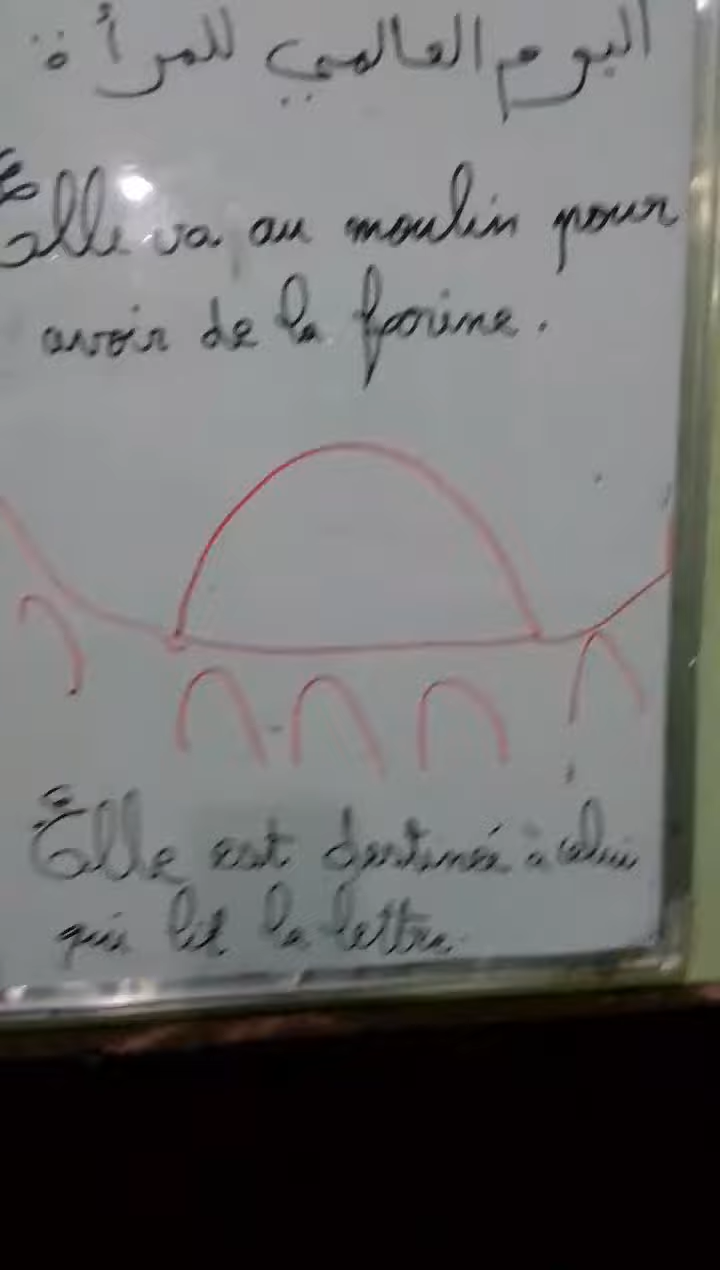 اليوم العالمي للمرأة:
Elle va au moulin pour
avoir de la farine.
Elle est destinée à celui
qui lit la lettre.